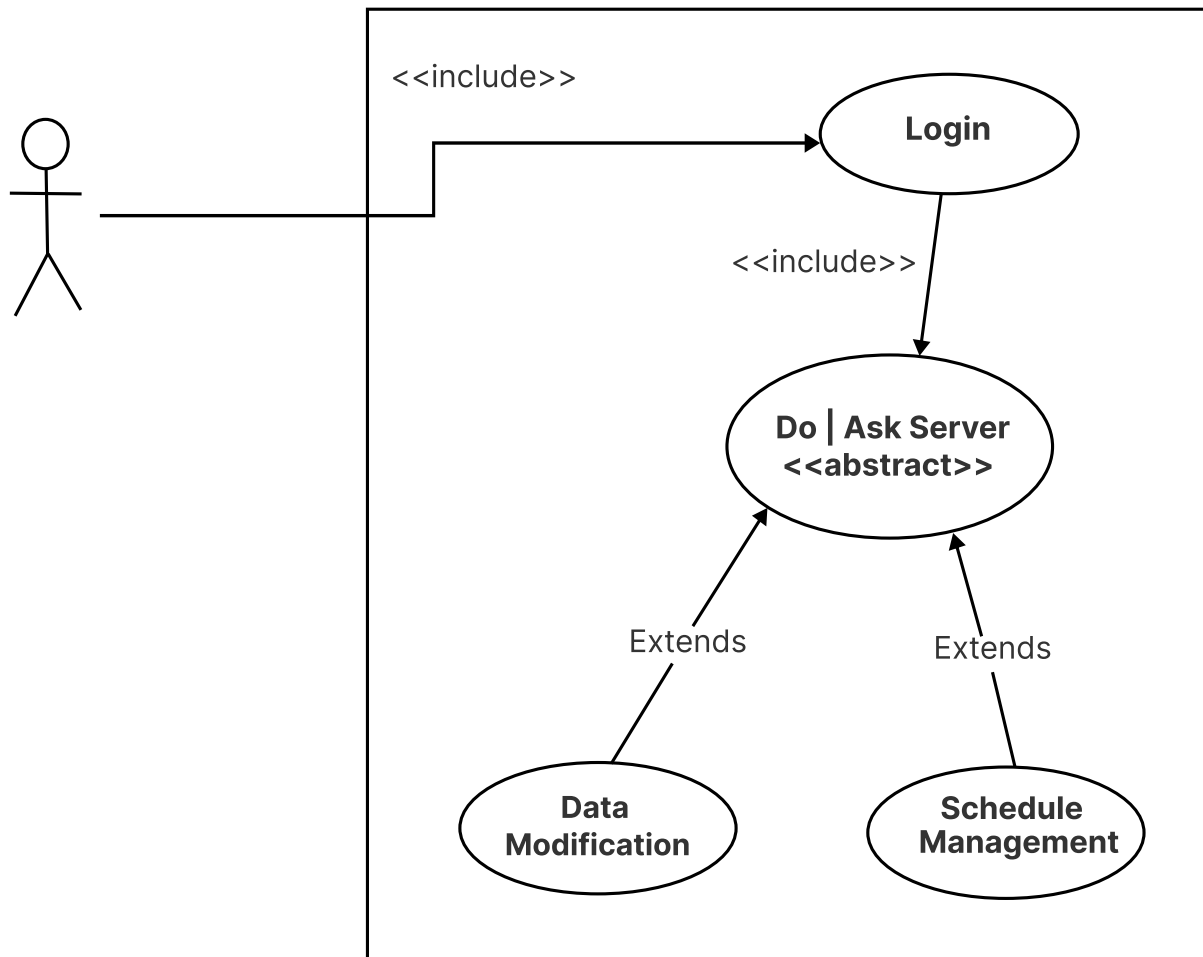 <<include>>
Login
<<include>>
Do | Ask Server
<<abstract>>
Extends
Extends
Data
Modification
Schedule
Management